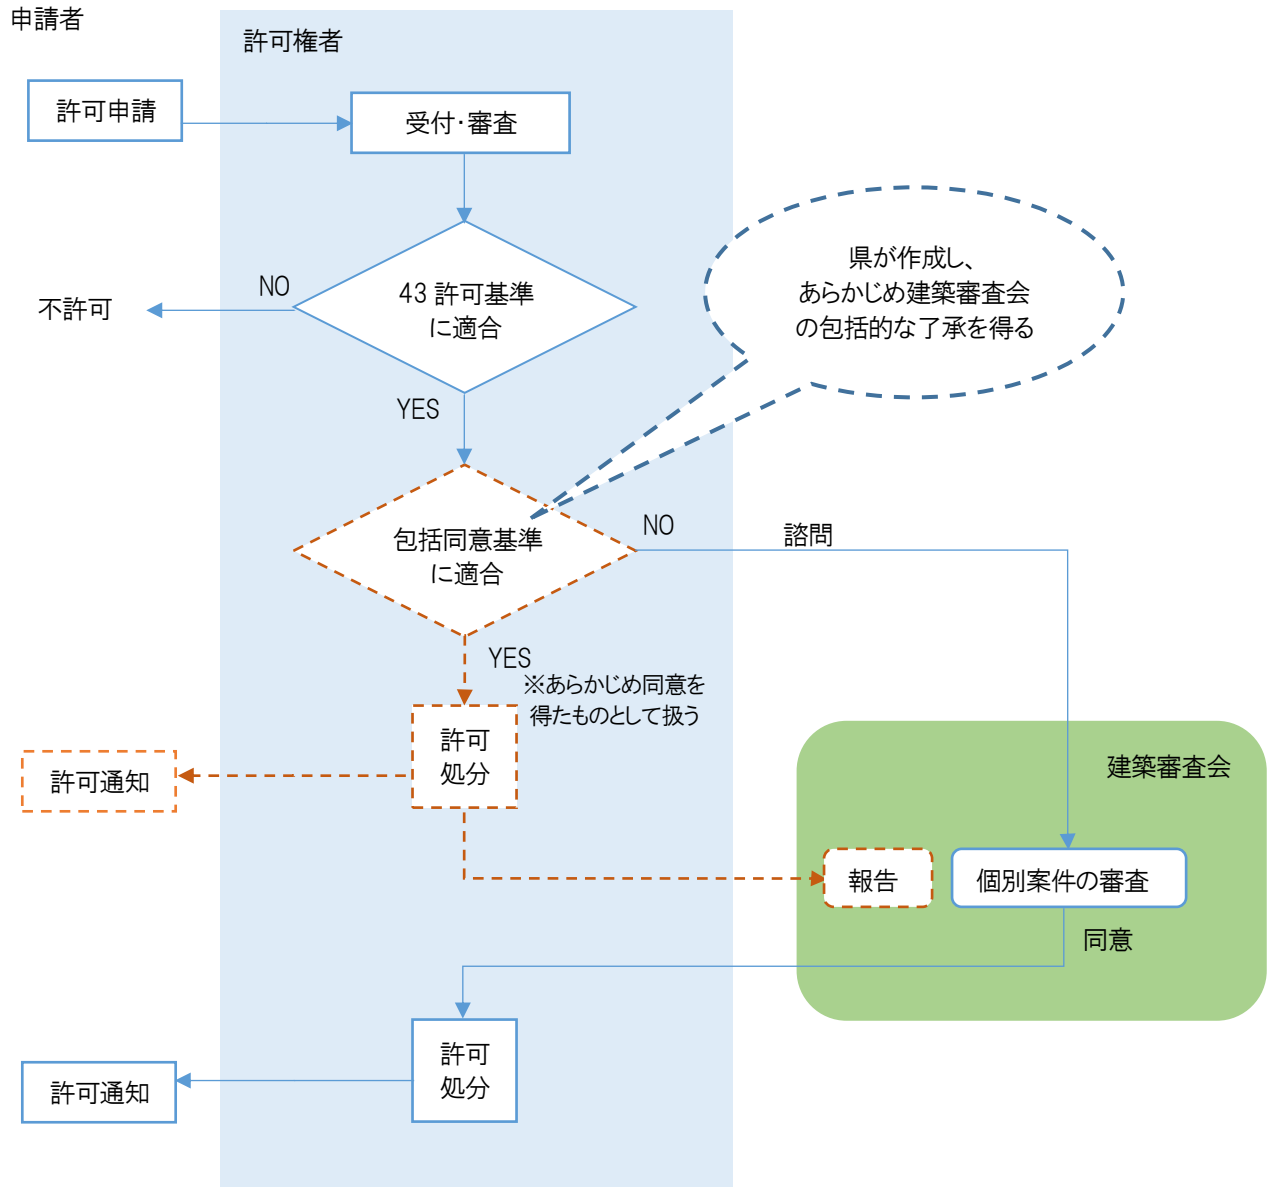 申請者
許可権者
許可申請
受付・審査
43 許可基準
に適合
NO
不許可
YES
県が作成し、
あらかじめ建築審査会
の包括的な了承を得る
包括同意基準
に適合
NO
諮問
YES
※あらかじめ同意を
得たものとして扱う
許可
処分
許可通知
建築審査会
報告
個別案件の審査
同意
許可
処分
許可通知